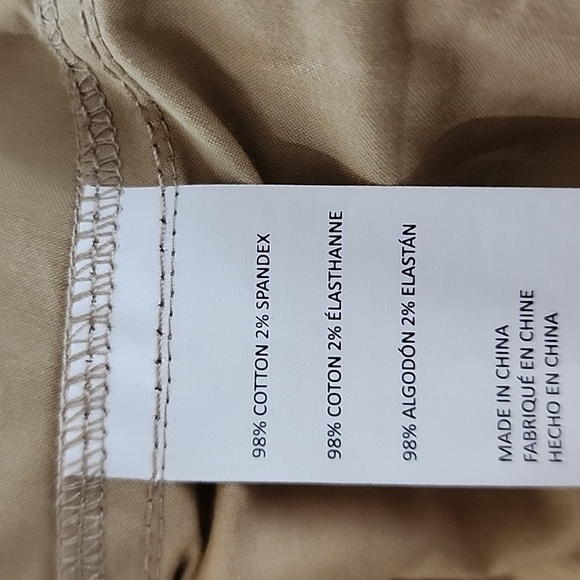 98% COTTON 2% SPANDEX
98% COTON 2% ÉLASTHANNE
98% ALGODÓN 2% ELASTÁN
MADE IN CHINA
FABRIQUÉ EN CHINE
HECHO EN CHINA